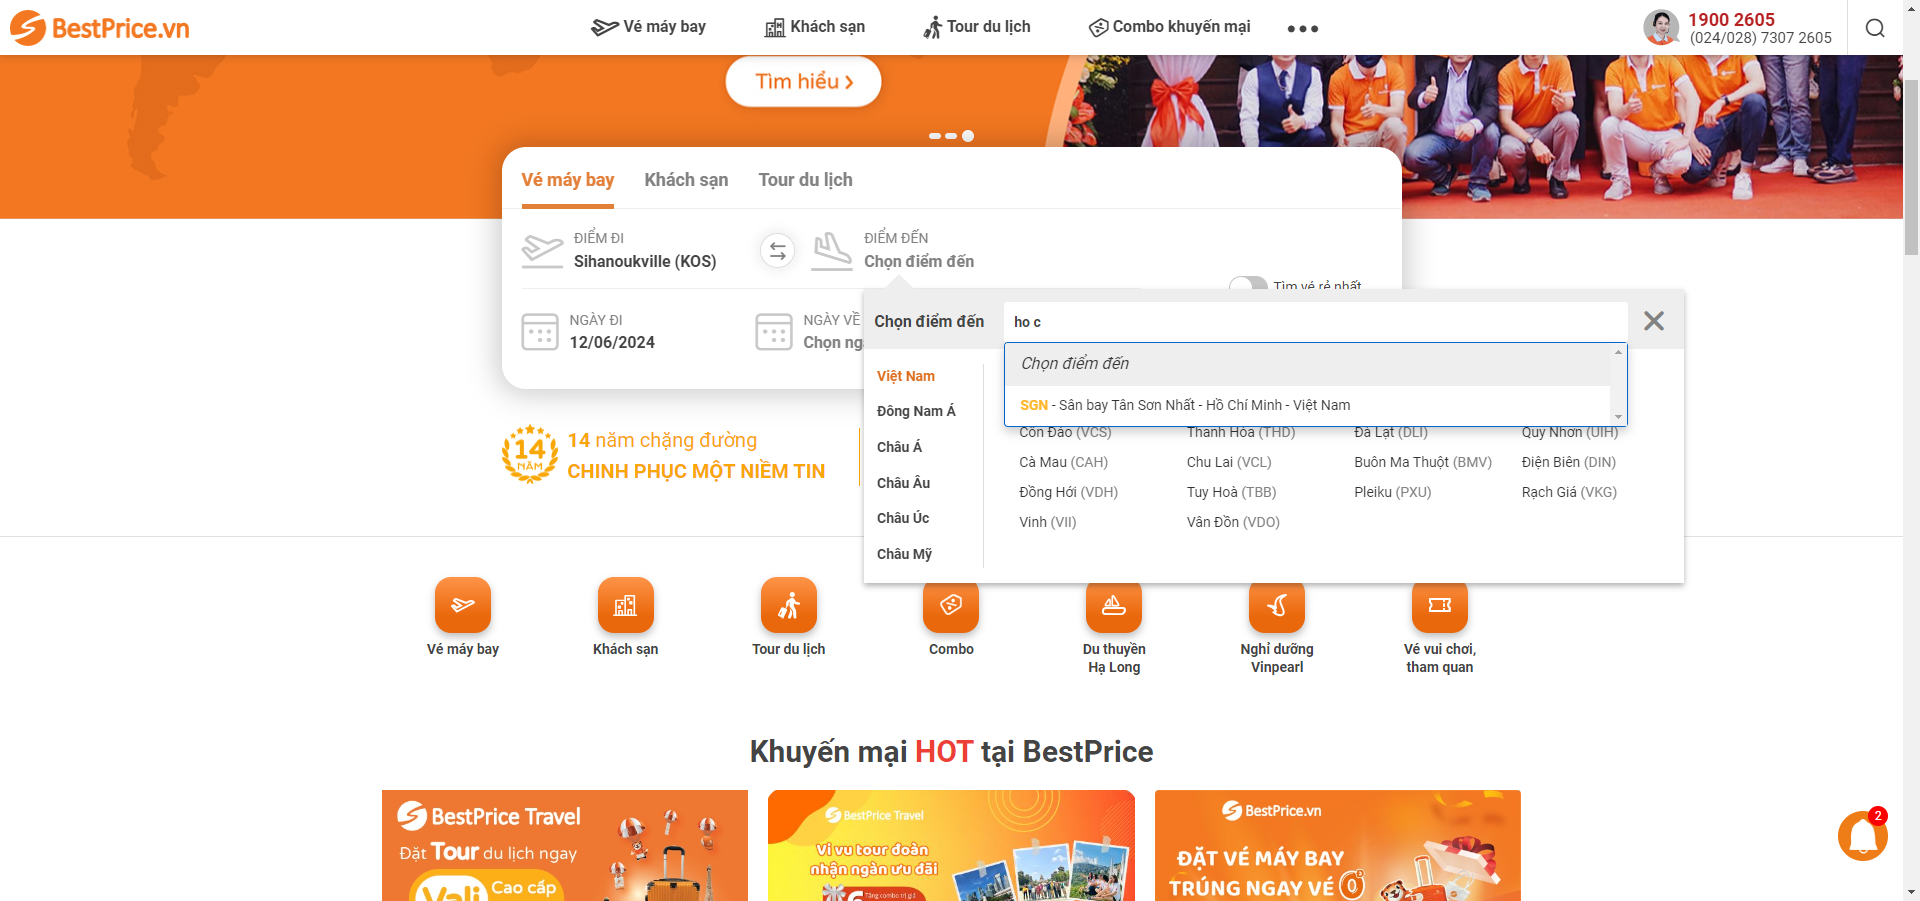 BestPrice.vn
Vé máy bay
Khách sạn
Tour du lịch
Combo khuyến mại
1900 2605
(024/028) 7307 2605
Tìm hiểu
Vé máy bay
Khách sạn
Tour du lịch
ĐIỂM ĐI
Sihanoukville (KOS)
ĐIỂM ĐẾN
Chọn điểm đến
Tìm vé rẻ nhất
NGÀY ĐI
12/06/2024
NGÀY VỀ
Chọn ng
Chọn điểm đến
ho c
Chọn điểm đến
SGN - Sân bay Tân Sơn Nhất - Hồ Chí Minh - Việt Nam
Việt Nam
Đông Nam Á
Châu Á
Châu Âu
Châu Úc
Châu Mỹ
Côn Đảo (VCS)
Thanh Hóa (THD)
Đà Lạt (DLI)
Quy Nhơn (UIH)
Cà Mau (CAH)
Chu Lai (VCL)
Buôn Ma Thuột (BMV)
Điện Biên (DIN)
Đồng Hới (VDH)
Tuy Hoà (TBB)
Pleiku (PXU)
Rạch Giá (VKG)
Vinh (VII)
Vân Đồn (VDO)
14 NĂM
14 năm chặng đường
CHINH PHỤC MỘT NIỀM TIN
Vé máy bay
Khách sạn
Tour du lịch
Combo
Du thuyền
Hạ Long
Nghỉ dưỡng
Vinpearl
Vé vui chơi,
tham quan
Khuyến mại HOT tại BestPrice
BestPrice Travel
Đặt Tour du lịch ngay
Vali Cao cấp
BestPrice Travel
Vi vu tour đoàn
nhận ngàn ưu đãi
Tặng combo trị giá
6
BestPrice.vn
ĐẶT VÉ MÁY BAY
TRÚNG NGAY VÉ 0đ
2